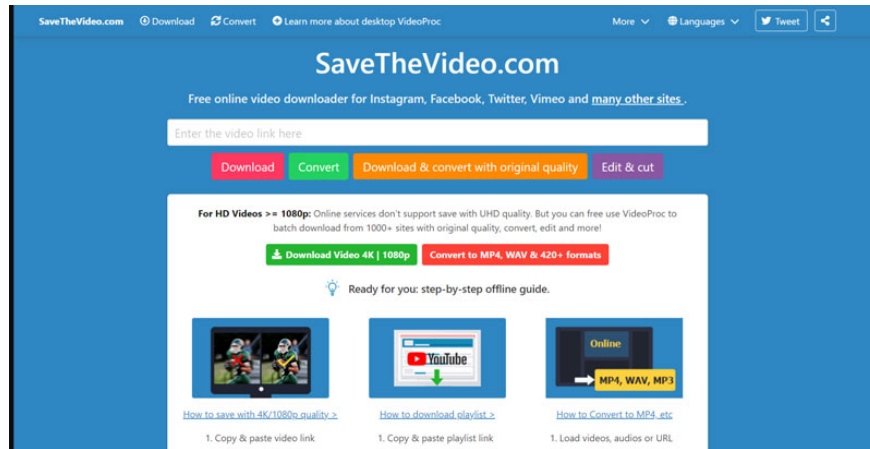 SaveTheVideo.com Download Convert Learn more about desktop VideoProc More Languages Tweet
SaveTheVideo.com
Free online video downloader for Instagram, Facebook, Twitter, Vimeo and many other sites .
Enter the video link here
Download Convert Download & convert with original quality Edit & cut
For HD Videos >= 1080p: Online services don't support save with UHD quality. But you can free use VideoProc to
batch download from 1000+ sites with original quality, convert, edit and more!
Download Video 4K | 1080p Convert to MP4, WAV & 420+ formats
Ready for you: step-by-step offline guide.
YouTube
Online
MP4, WAV, MP3
How to save with 4K/1080p quality > How to download playlist > How to Convert to MP4, etc
1. Copy & paste video link 1. Copy & paste playlist link 1. Load videos, audios or URL